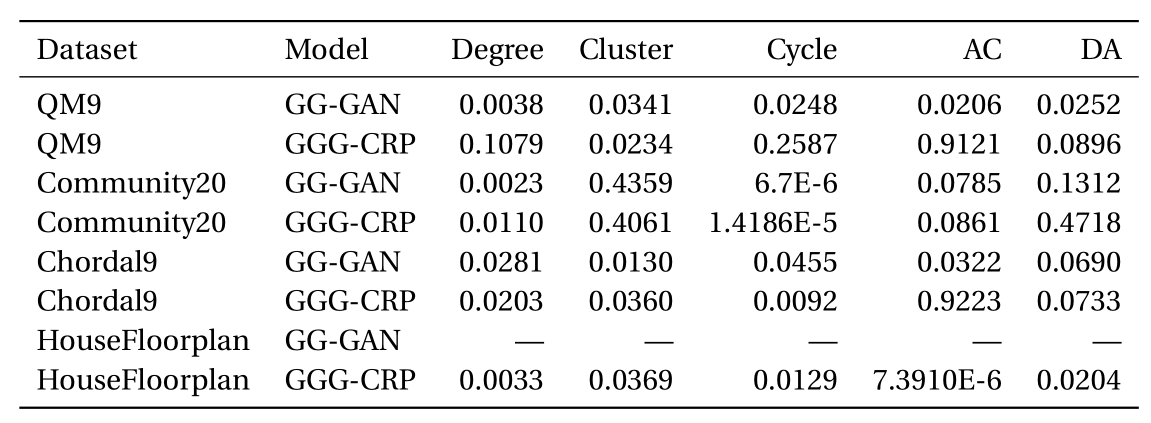 Dataset Model Degree Cluster Cycle AC DA
QM9 GG-GAN 0.0038 0.0341 0.0248 0.0206 0.0252
QM9 GGG-CRP 0.1079 0.0234 0.2587 0.9121 0.0896
Community20 GG-GAN 0.0023 0.4359 6.7E-6 0.0785 0.1312
Community20 GGG-CRP 0.0110 0.4061 1.4186E-5 0.0861 0.4718
Chordal9 GG-GAN 0.0281 0.0130 0.0455 0.0322 0.0690
Chordal9 GGG-CRP 0.0203 0.0360 0.0092 0.9223 0.0733
HouseFloorplan GG-GAN — — — — —
HouseFloorplan GGG-CRP 0.0033 0.0369 0.0129 7.3910E-6 0.0204